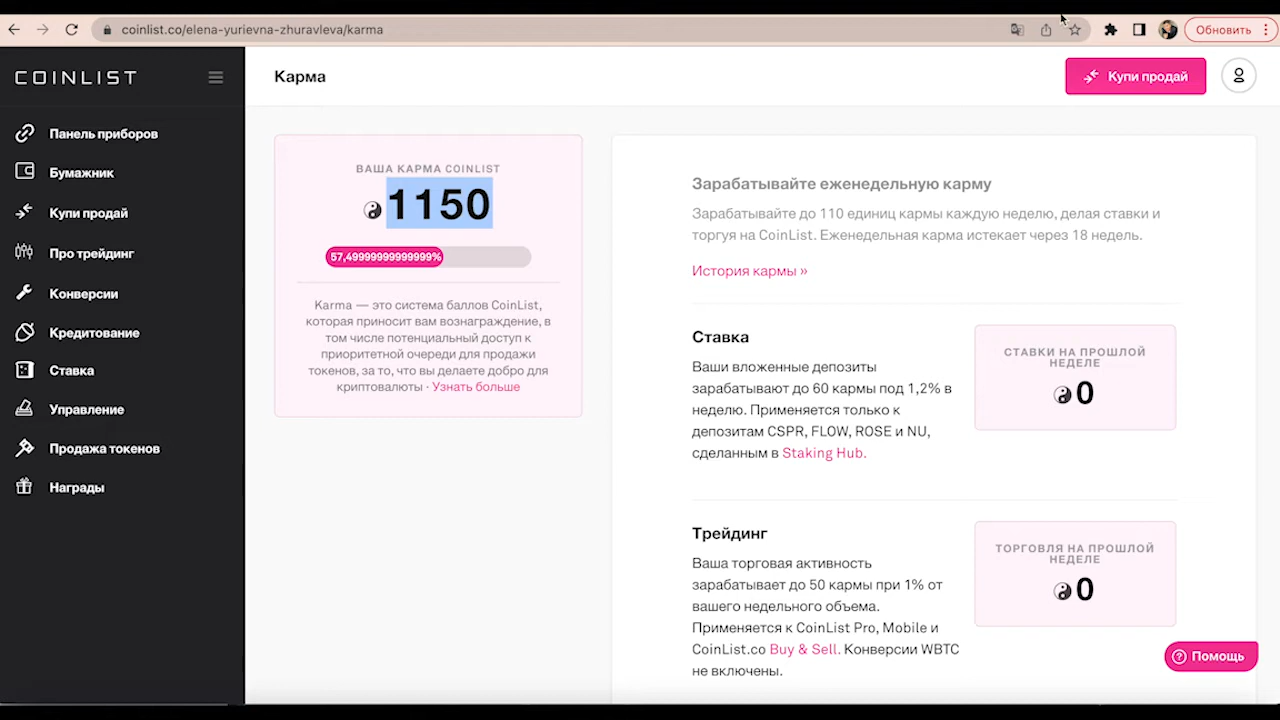 coinlist.co/elena-yurievna-zhuravleva/karma
Обновить
COINLIST
Карма
Купи продай
Панель приборов
Бумажник
Купи продай
Про трейдинг
Конверсии
Кредитование
Ставка
Управление
Продажа токенов
Награды
ВАША КАРМА COINLIST
1150
57,49999999999999%
Karma — это система баллов CoinList,
которая приносит вам вознаграждение, в
том числе потенциальный доступ к
приоритетной очереди для продажи
токенов, за то, что вы делаете добро для
криптовалюты · Узнать больше
Зарабатывайте еженедельную карму
Зарабатывайте до 110 единиц кармы каждую неделю, делая ставки и
торгуя на CoinList. Еженедельная карма истекает через 18 недель.
История кармы »
Ставка
Ваши вложенные депозиты
зарабатывают до 60 кармы под 1,2% в
неделю. Применяется только к
депозитам CSPR, FLOW, ROSE и NU,
сделанным в Staking Hub.
СТАВКИ НА ПРОШЛОЙ
НЕДЕЛЕ
0
Трейдинг
Ваша торговая активность
зарабатывает до 50 кармы при 1% от
вашего недельного объема.
Применяется к CoinList Pro, Mobile и
CoinList.co Buy & Sell. Конверсии WBTC
не включены.
ТОРГОВЛЯ НА ПРОШЛОЙ
НЕДЕЛЕ
0
Помощь